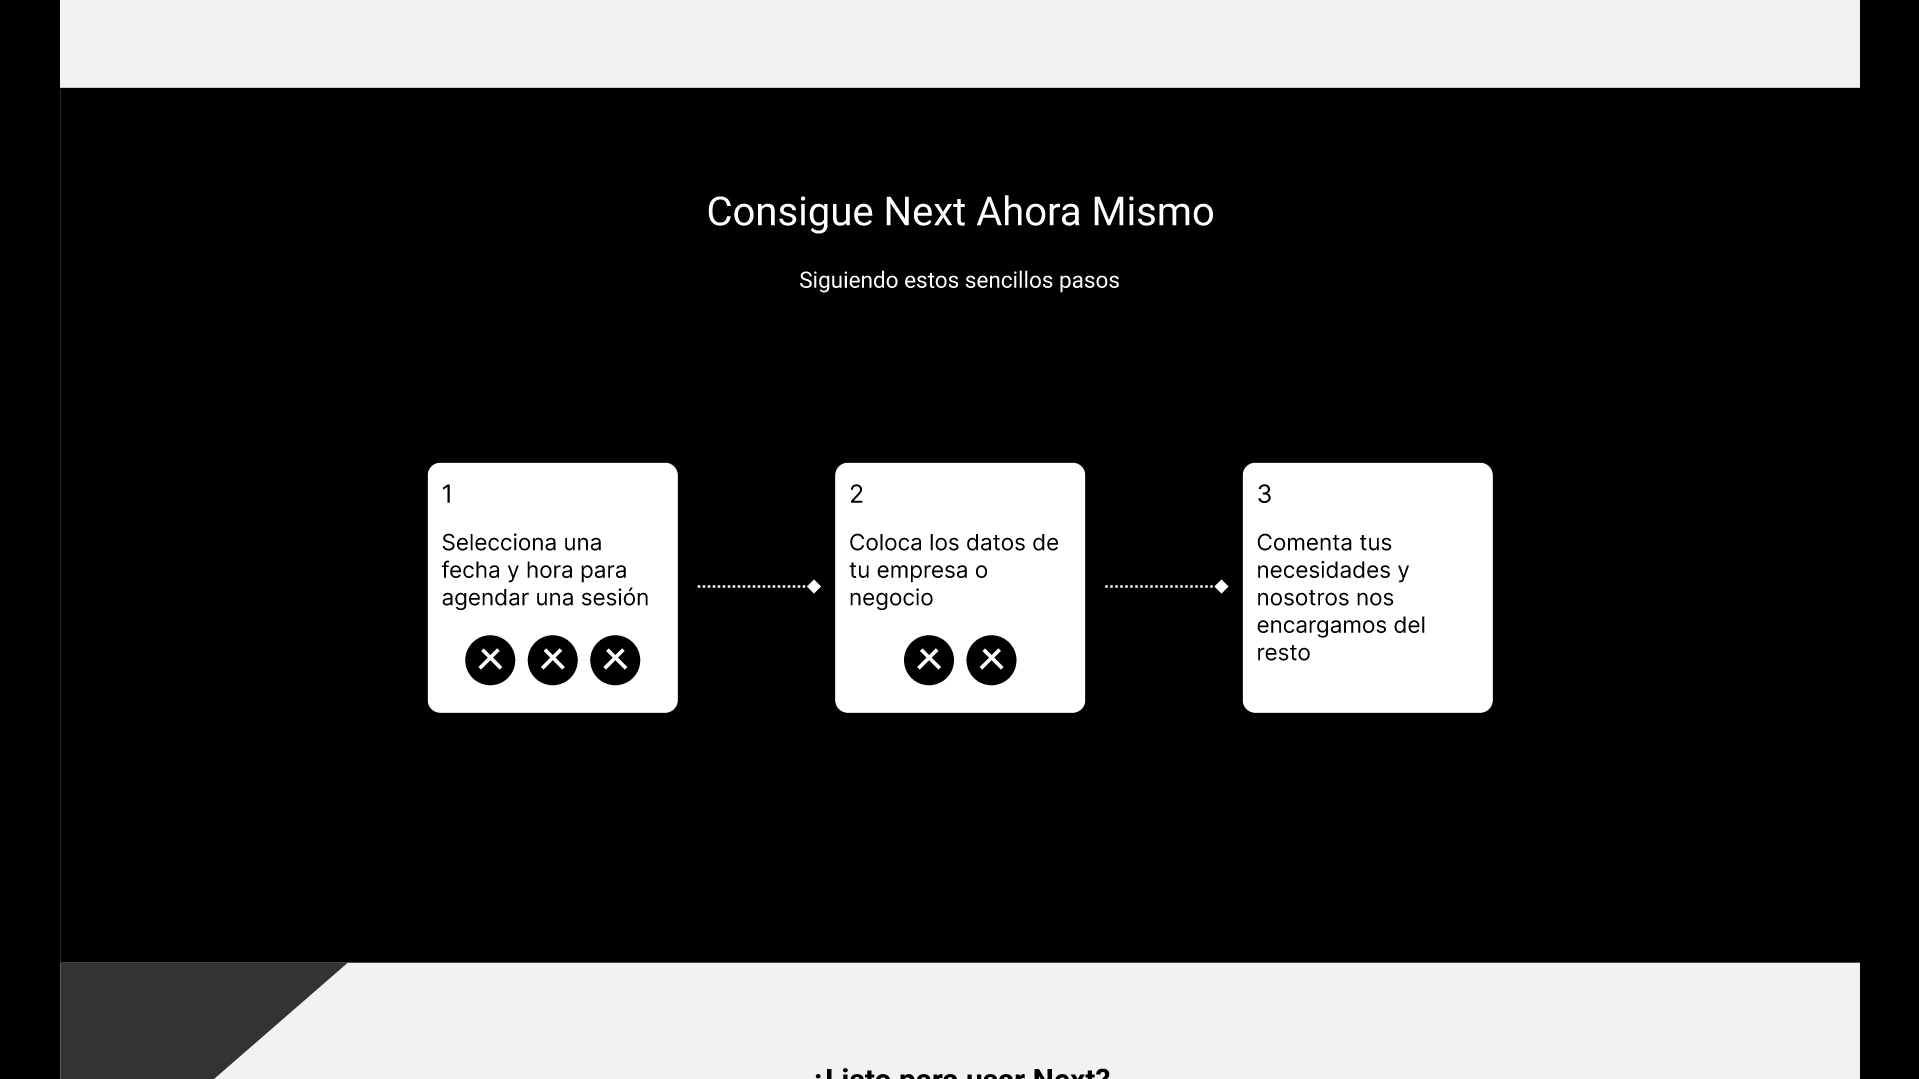 Consigue Next Ahora Mismo
Siguiendo estos sencillos pasos
1
Selecciona una
fecha y hora para
agendar una sesión
2
Coloca los datos de
tu empresa o
negocio
3
Comenta tus
necesidades y
nosotros nos
encargamos del
resto
¿Listo para usar Next?